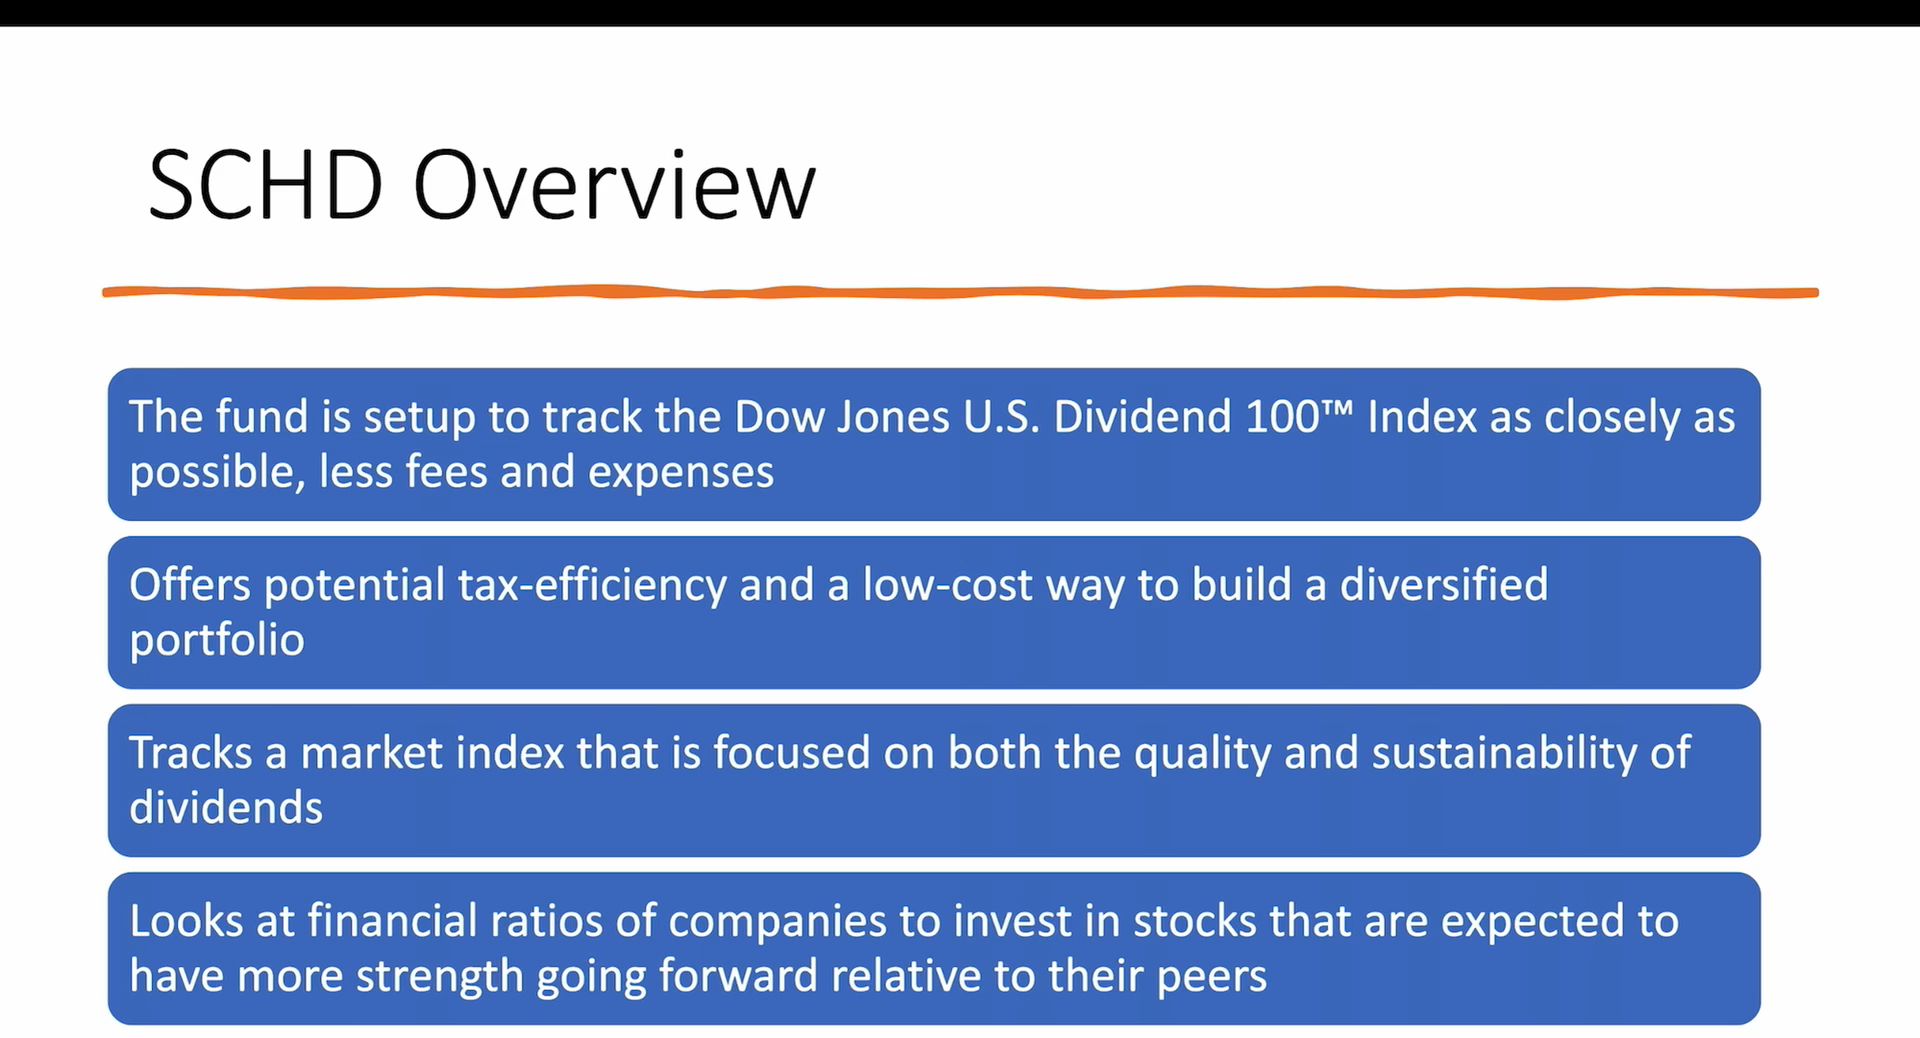 SCHD Overview
The fund is setup to track the Dow Jones U.S. Dividend 100™ Index as closely as
possible, less fees and expenses
Offers potential tax-efficiency and a low-cost way to build a diversified
portfolio
Tracks a market index that is focused on both the quality and sustainability of
dividends
Looks at financial ratios of companies to invest in stocks that are expected to
have more strength going forward relative to their peers